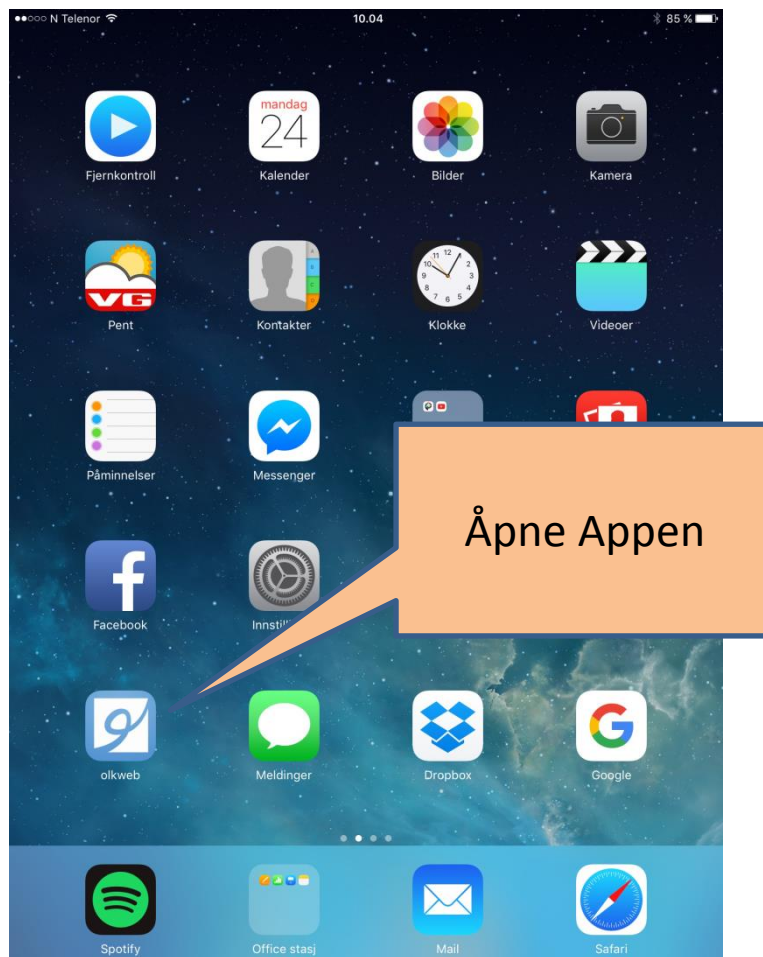 N Telenor 10.04 85 %
mandag
24
Fjernkontroll Kalender Bilder Kamera
VG
Pent Kontakter Klokke Videoer
Påminnelser Messenger
Åpne Appen
Facebook
olkweb Meldinger Dropbox Google
Spotify Office stasj Mail Safari